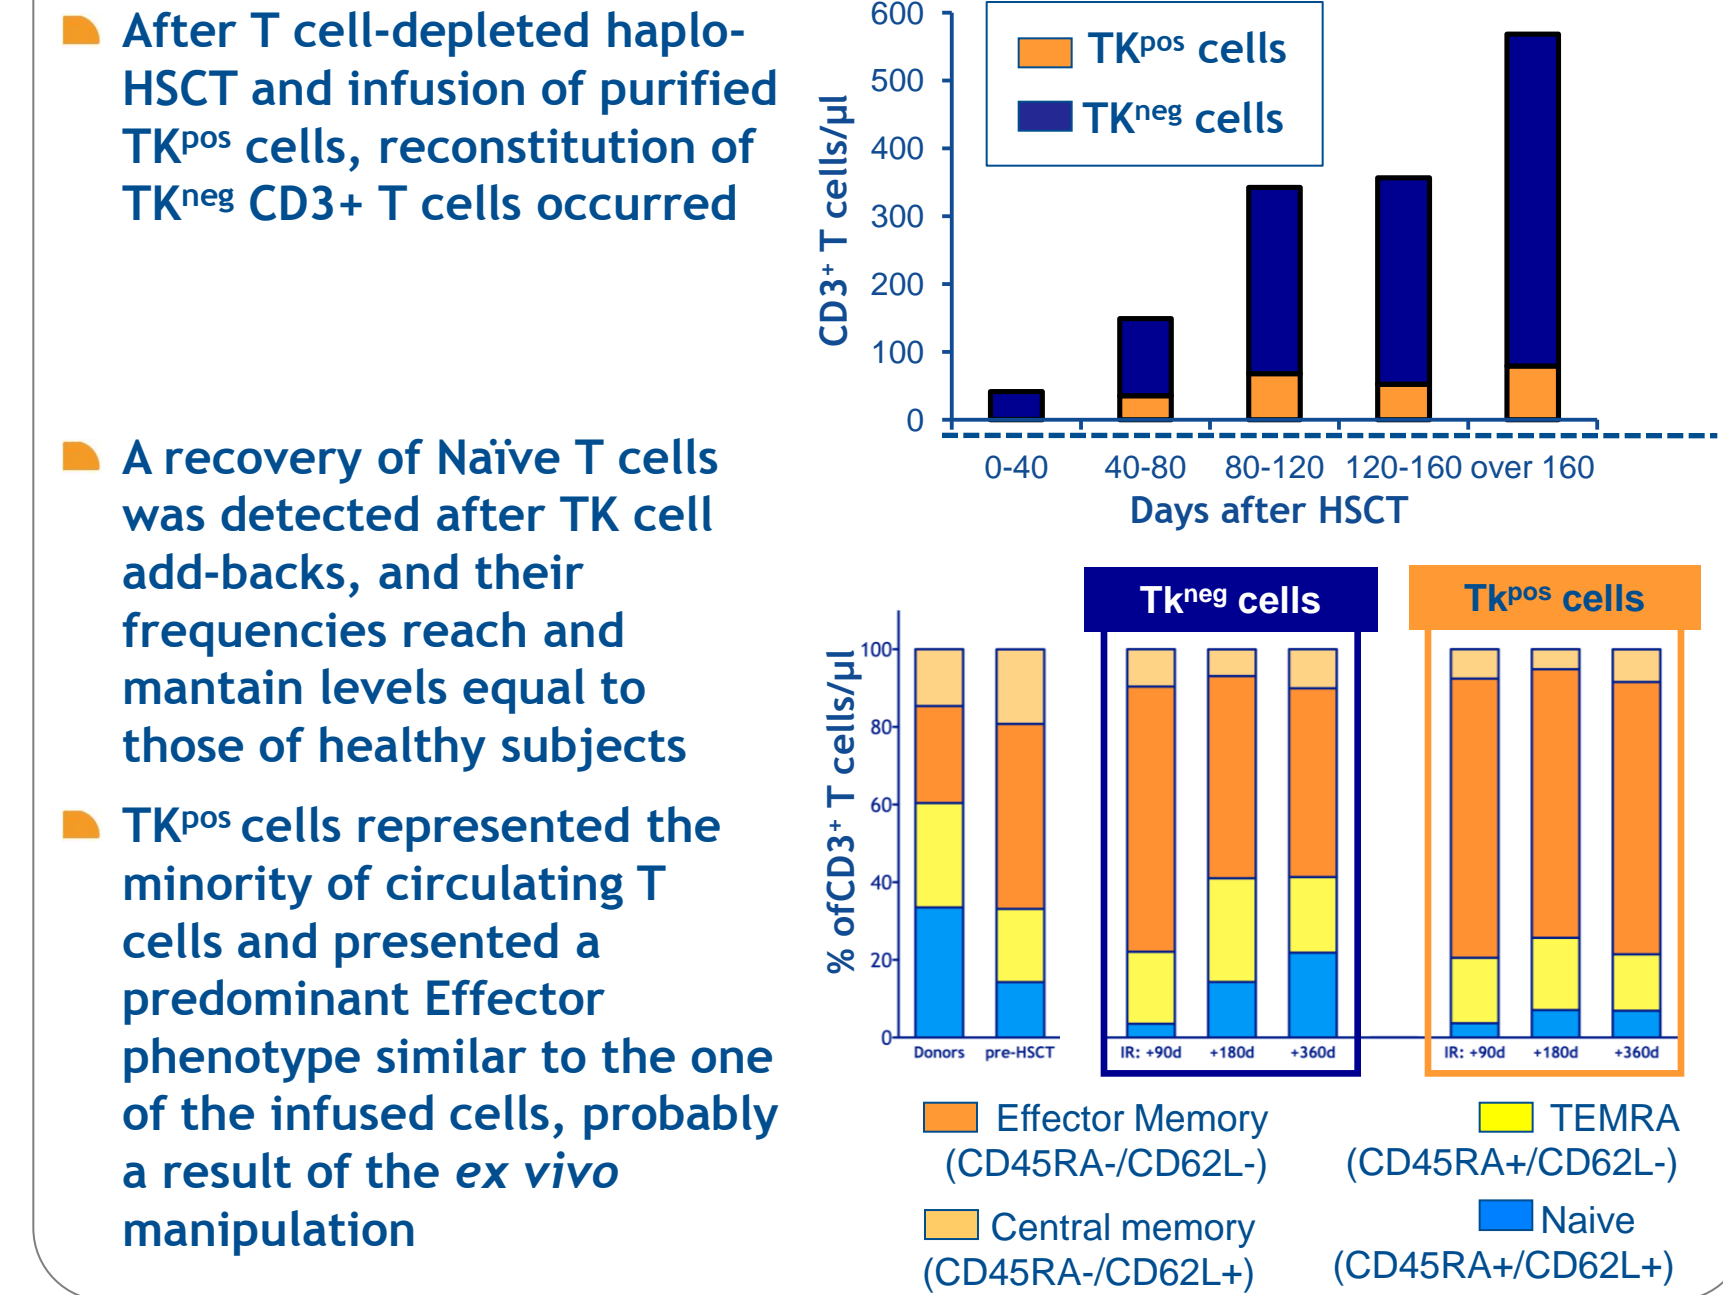 After T cell-depleted haplo-
HSCT and infusion of purified
TKpos cells, reconstitution of
TKneg CD3+ T cells occurred
A recovery of Naïve T cells
was detected after TK cell
add-backs, and their
frequencies reach and
mantain levels equal to
those of healthy subjects
TKpos cells represented the
minority of circulating T
cells and presented a
predominant Effector
phenotype similar to the one
of the infused cells, probably
a result of the ex vivo
manipulation
CD3+ T cells/µl
600
500
400
300
200
100
0
TKpos cells
TKneg cells
0-40 40-80 80-120 120-160 over 160
Days after HSCT
Tkneg cells
Tkpos cells
% ofCD3+ T cells/µl
100
80
60
40
20
0
Donors pre-HSCT IR: +90d +180d +360d IR: +90d +180d +360d
Effector Memory
(CD45RA-/CD62L-)
TEMRA
(CD45RA+/CD62L-)
Central memory
(CD45RA-/CD62L+)
Naive
(CD45RA+/CD62L+)